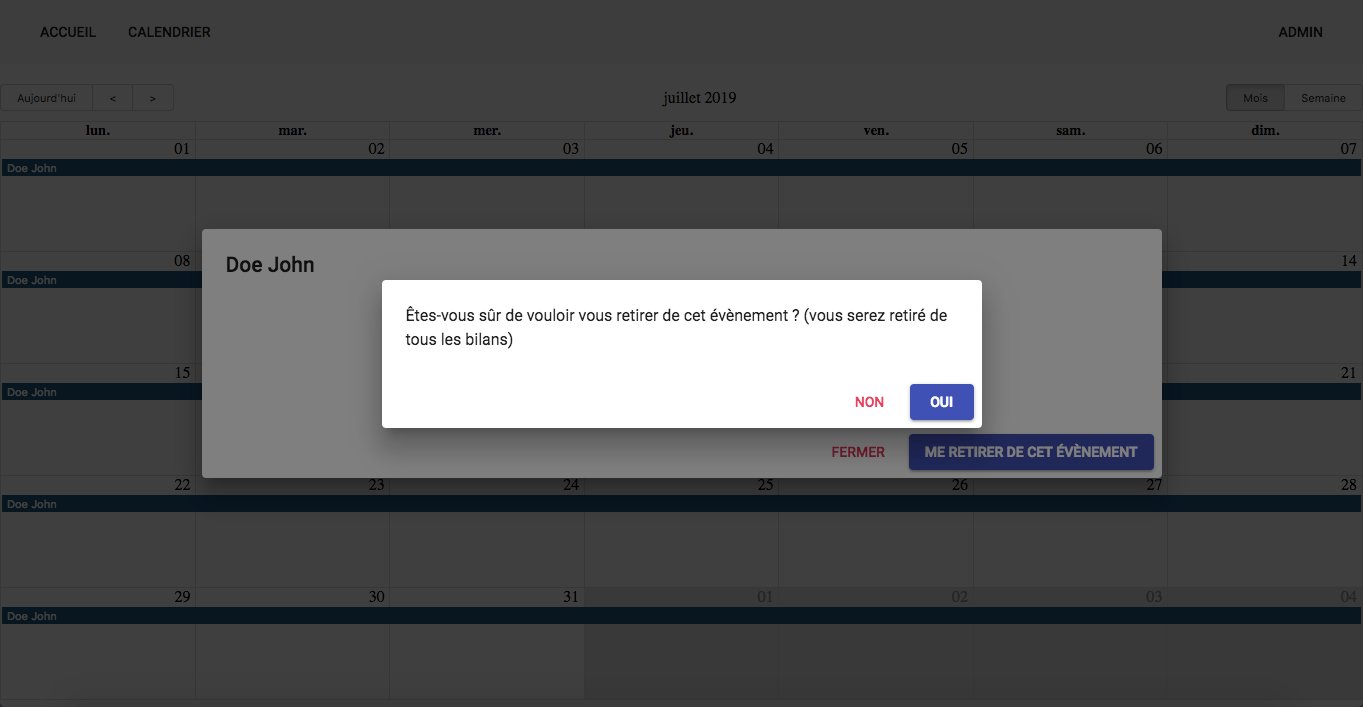 ACCUEIL CALENDRIER ADMIN
Aujourd'hui < > juillet 2019 Mois Semaine
lun. mar. mer. jeu. ven. sam. dim.
01 02 03 04 05 06 07
Doe John
08 14
Doe John
Doe John
Êtes-vous sûr de vouloir vous retirer de cet évènement ? (vous serez retiré de
tous les bilans)
15 21
Doe John
NON OUI
FERMER ME RETIRER DE CET ÉVÈNEMENT
22 23 24 25 26 27 28
Doe John
29 30 31 01 02 03 04
Doe John